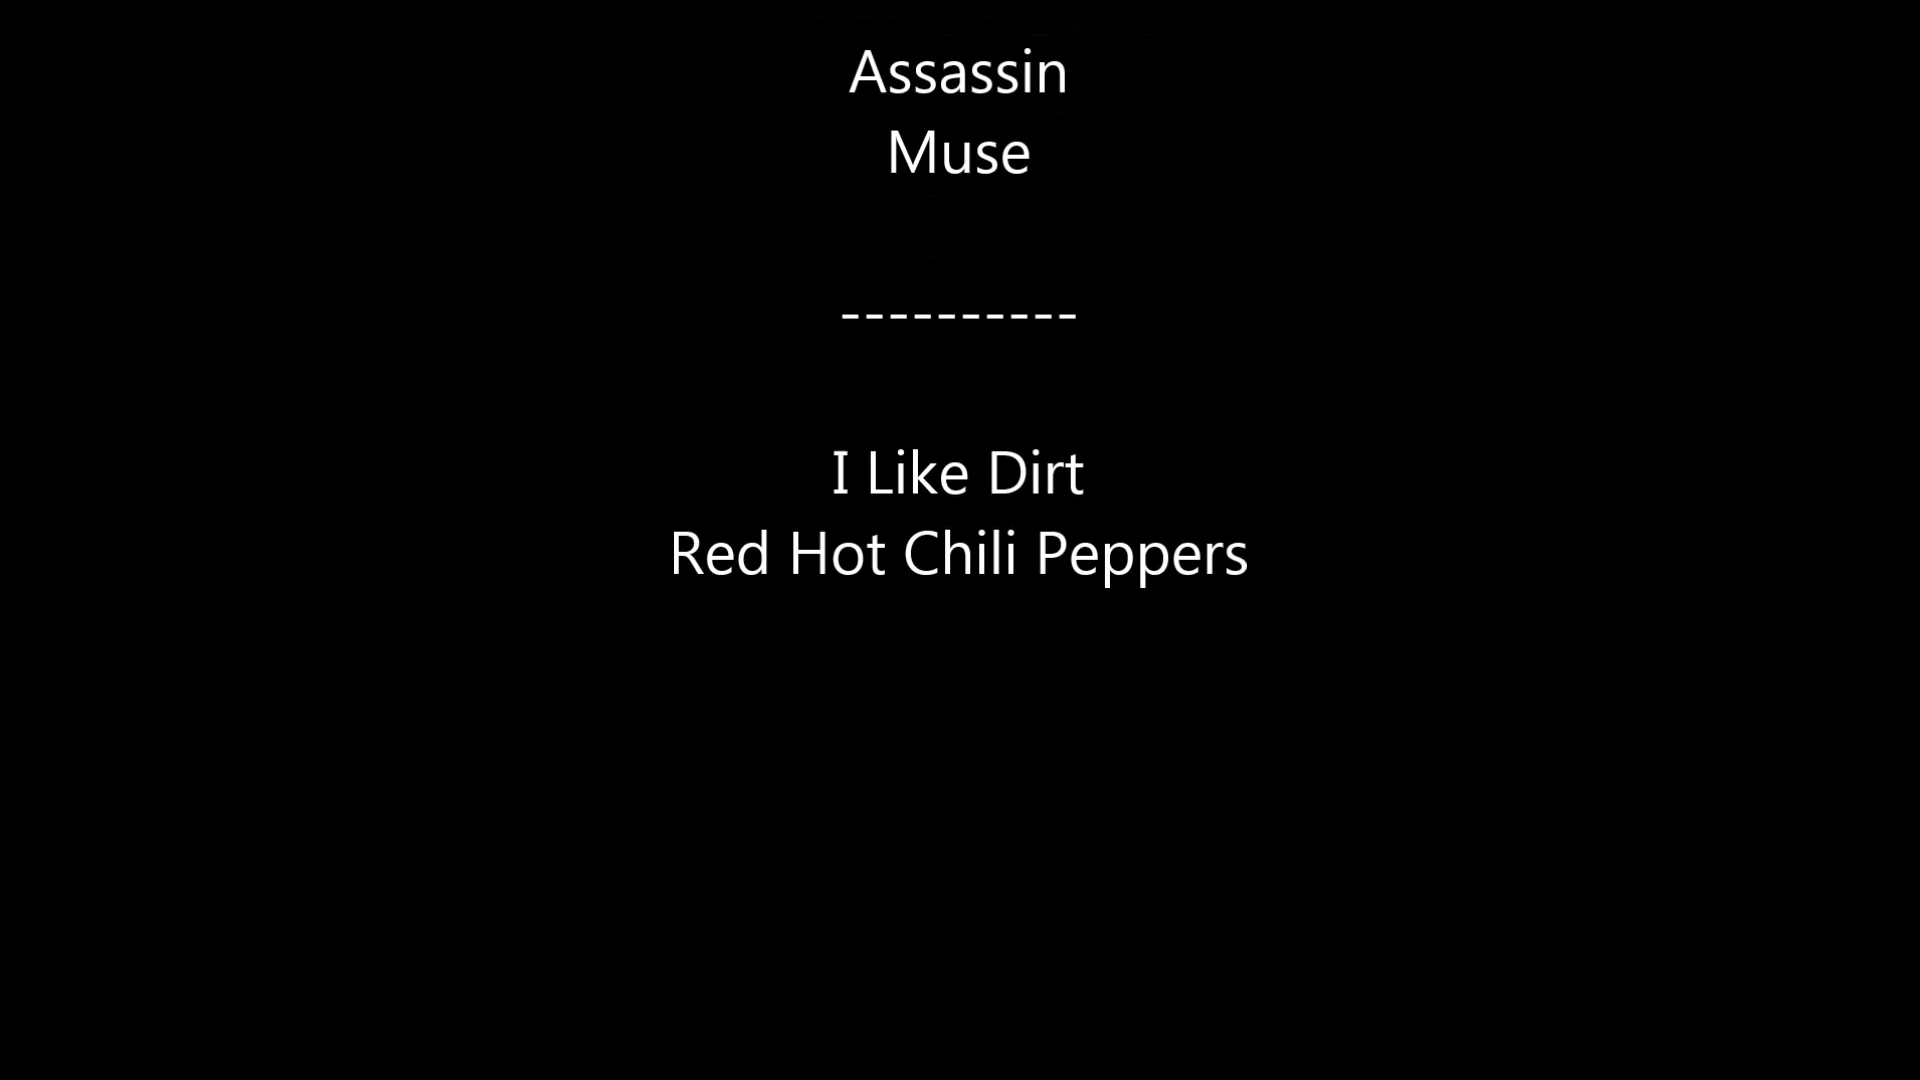 Assassin
Muse
----------
I Like Dirt
Red Hot Chili Peppers